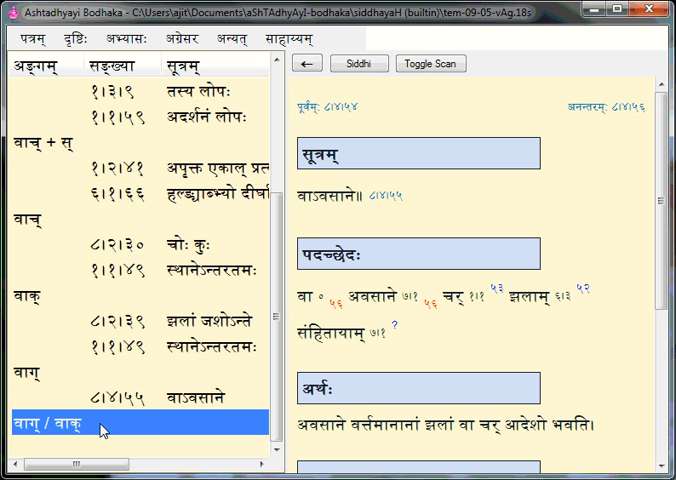 Ashtadhyayi Bodhaka - C:\Users\ajit\Documents\aShTAdhyAyI-bodhaka\siddhayaH (builtin)\tem-09-05-vAg.18s
पत्रम् दृष्टिः अभ्यासः अग्रेसर अन्यत् साहाय्यम्
अङ्गम् सङ्ख्या सूत्रम्
१।३।९ तस्य लोपः
१।१।५९ अदर्शनं लोपः
वाच् + स्
१।२।४१ अपृक्त एकाल् प्रत्य
६।१।६६ हल्ङ्याब्भ्यो दीर्घा
वाच्
८।२।३० चोः कुः
१।१।४९ स्थानेऽन्तरतमः
वाक्
८।२।३९ झलां जशोऽन्ते
१।१।४९ स्थानेऽन्तरतमः
वाग्
८।४।५५ वाऽवसाने
वाग् / वाक्
← Siddhi Toggle Scan
पूर्वम्: ८।४।५४ अनन्तरम्: ८।४।५६
सूत्रम्
वाऽवसाने॥ ८।४।५५
पदच्छेदः
वा ० ५६ अवसाने ७।१ ५६ चर् १।१ ५३ झलाम् ६।३ ५२
संहितायाम् ७।१ ?
अर्थः
अवसाने वर्त्तमानानां झलां वा चर् आदेशो भवति।